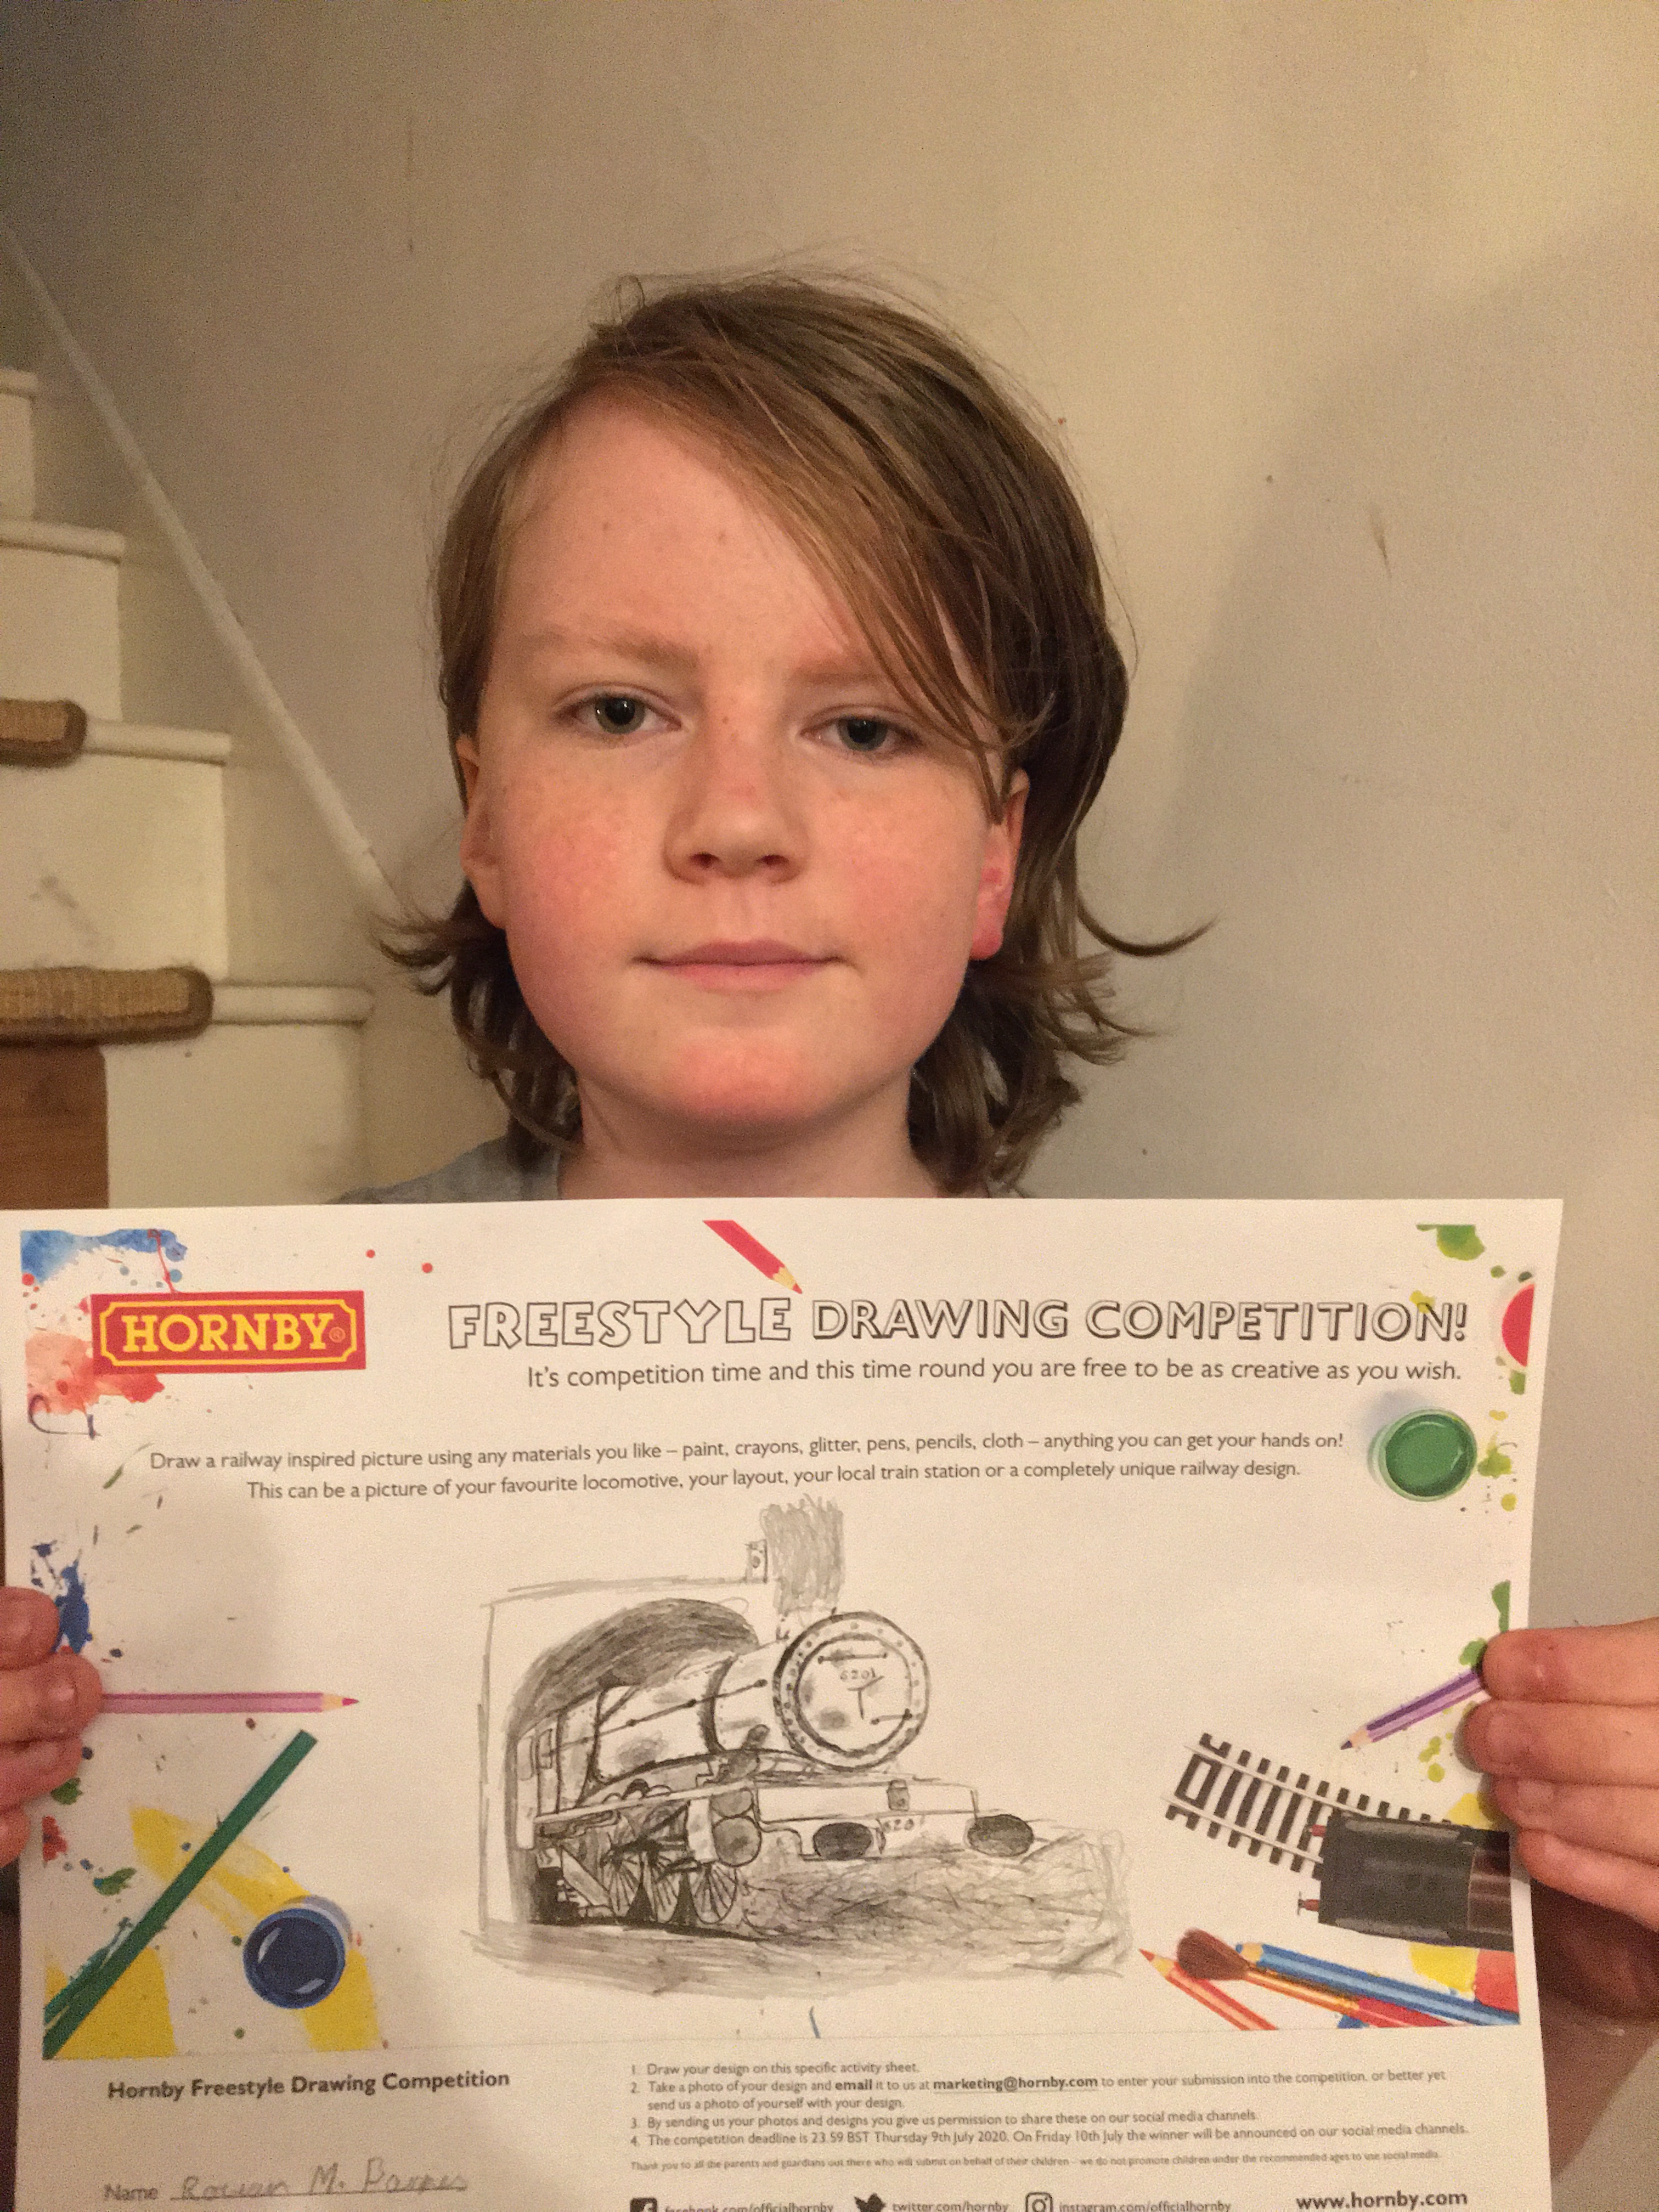 HORNBY®
FREESTYLE DRAWING COMPETITION!
It's competition time and this time round you are free to be as creative as you wish.
Draw a railway inspired picture using any materials you like – paint, crayons, glitter, pens, pencils, cloth – anything you can get your hands on!
This can be a picture of your favourite locomotive, your layout, your local train station or a completely unique railway design.
6201
Hornby Freestyle Drawing Competition
1. Draw your design on this specific activity sheet.
2. Take a photo of your design and email it to us at marketing@hornby.com to enter your submission into the competition, or better yet
send us a photo of yourself with your design.
3. By sending us your photos and designs you give us permission to share these on our social media channels.
4. The competition deadline is 23.59 BST Thursday 9th July 2020. On Friday 10th July the winner will be announced on our social media channels.
Thank you to all the parents and guardians out there who will submit on behalf of their children - we do not promote children under the recommended ages to use social media.
Name M.
facebook.com/officialhornby twitter.com/hornby instagram.com/officialhornby www.hornby.com